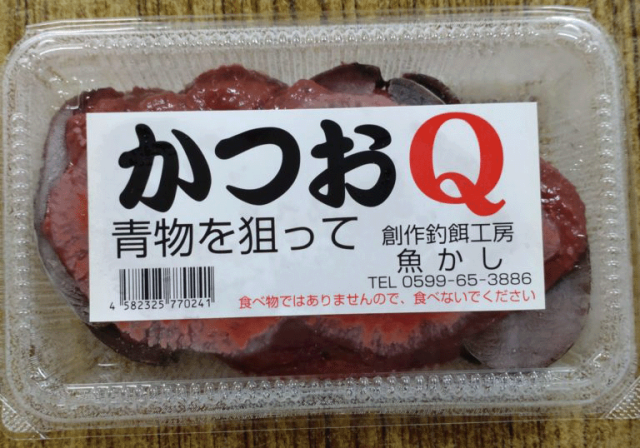 かつおQ
青物を狙って
創作釣餌工房
魚かし
TEL 0599-65-3886
4 582325 770241
食べ物ではありませんので、食べないでください